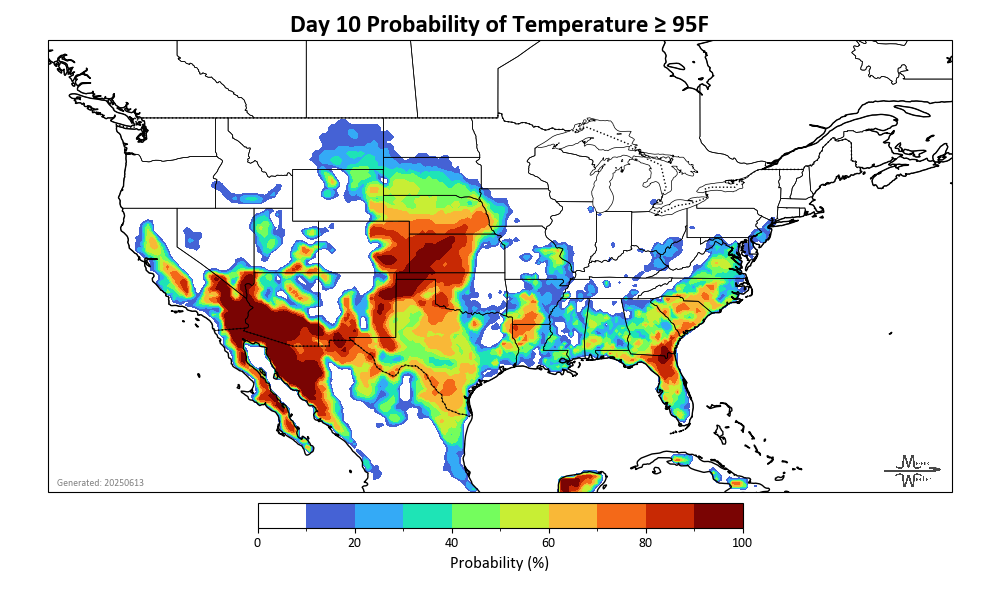 Day 10 Probability of Temperature ≥ 95F
Generated: 20250613
0 20 40 60 80 100
Probability (%)